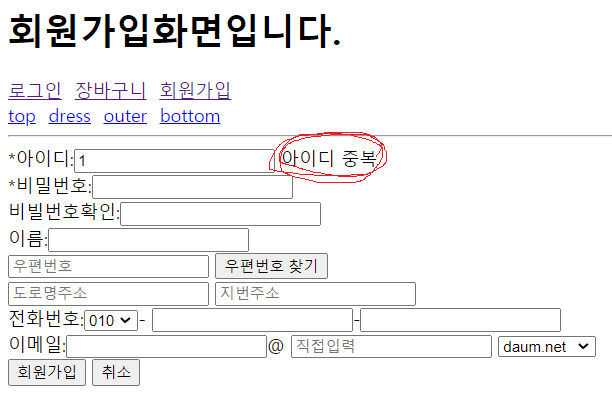 회원가입화면입니다.
로그인 장바구니 회원가입
top dress outer bottom
*아이디:1 아이디 중복
*비밀번호:
비빌번호확인:
이름:
우편번호 우편번호 찾기
도로명주소 지번주소
전화번호:010 - -
이메일: @ 직접입력 daum.net
회원가입 취소